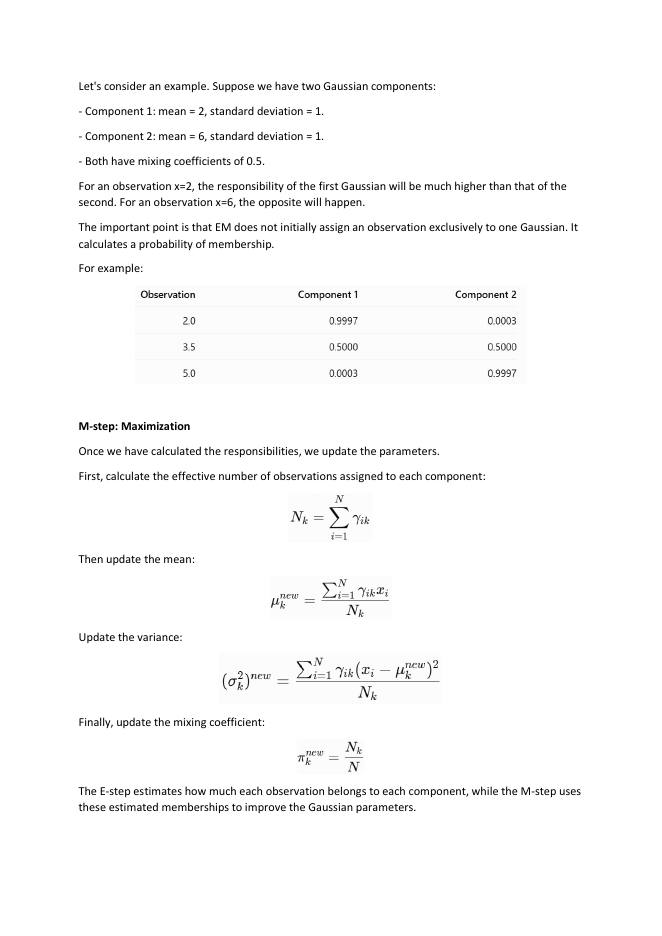 Let's consider an example. Suppose we have two Gaussian components:
- Component 1: mean = 2, standard deviation = 1.
- Component 2: mean = 6, standard deviation = 1.
- Both have mixing coefficients of 0.5.
For an observation x=2, the responsibility of the first Gaussian will be much higher than that of the
second. For an observation x=6, the opposite will happen.
The important point is that EM does not initially assign an observation exclusively to one Gaussian. It
calculates a probability of membership.
For example:
Observation Component 1 Component 2
2.0 0.9997 0.0003
3.5 0.5000 0.5000
5.0 0.0003 0.9997
M-step: Maximization
Once we have calculated the responsibilities, we update the parameters.
First, calculate the effective number of observations assigned to each component:
N_k = \sum_{i=1}^{N} γ_{ik}
Then update the mean:
μ_k^{new} = \frac{\sum_{i=1}^{N} γ_{ik} x_i}{N_k}
Update the variance:
(σ_k^2)^{new} = \frac{\sum_{i=1}^{N} γ_{ik}(x_i − μ_k^{new})^2}{N_k}
Finally, update the mixing coefficient:
π_k^{new} = \frac{N_k}{N}
The E-step estimates how much each observation belongs to each component, while the M-step uses
these estimated memberships to improve the Gaussian parameters.